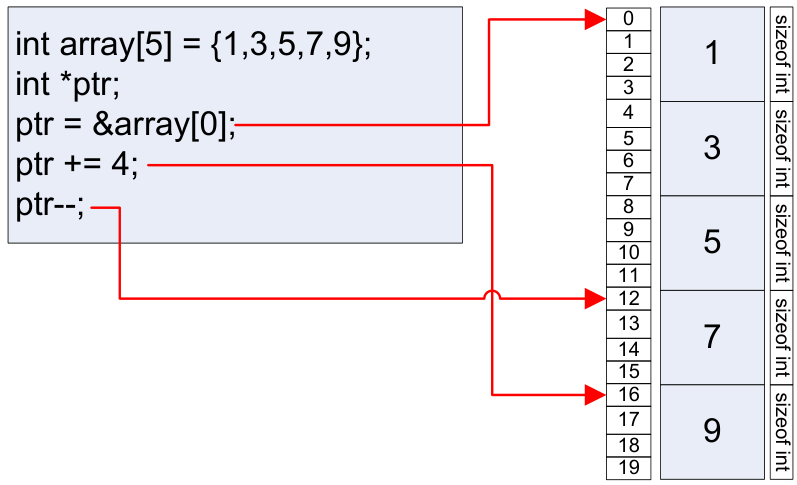 int array[5] = {1,3,5,7,9};
int *ptr;
ptr = &array[0];
ptr += 4;
ptr--;
0
1
2
3
4
5
6
7
8
9
10
11
12
13
14
15
16
17
18
19
1
3
5
7
9
sizeof int
sizeof int
sizeof int
sizeof int
sizeof int